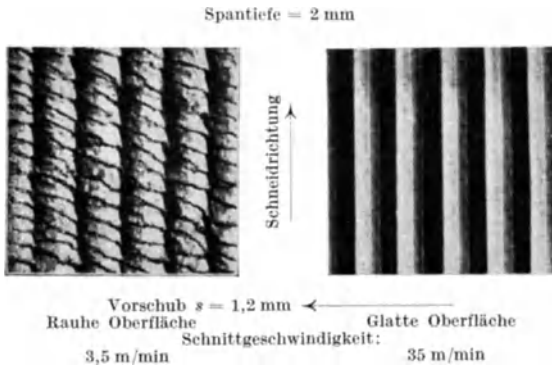 Spantiefe = 2 mm
Schneidrichtung
Vorschub s = 1,2 mm
Rauhe Oberfläche
Glatte Oberfläche
Schnittgeschwindigkeit:
3,5 m/min
35 m/min